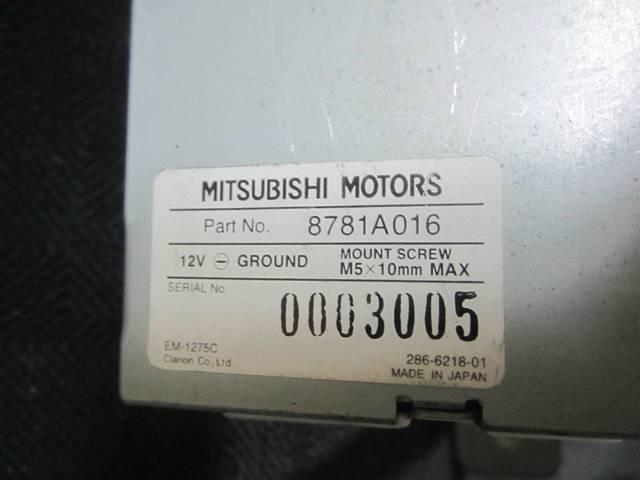 MITSUBISHI MOTORS
Part No. 8781A016
12V ⊖ GROUND MOUNT SCREW M5×10mm MAX
SERIAL No. 0003005
EM-1275C 286-6218-01
Clarion Co., Ltd. MADE IN JAPAN